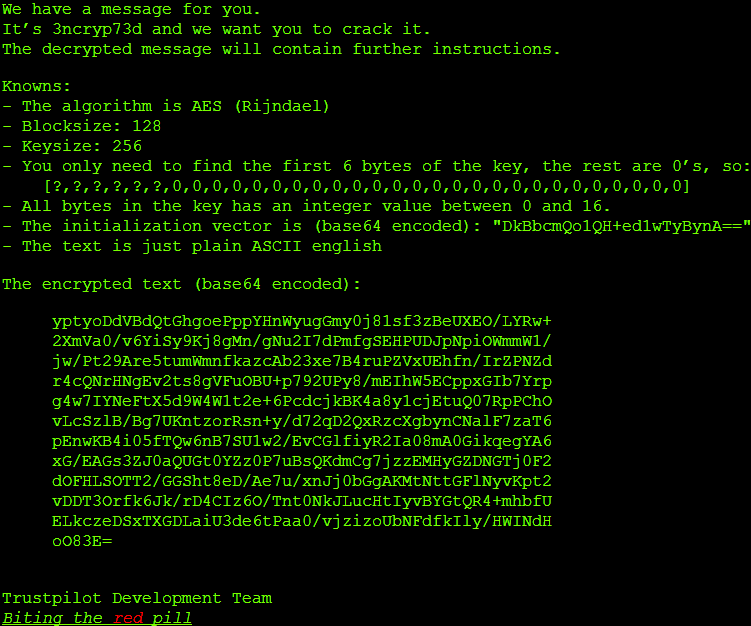 We have a message for you.
It’s 3ncryp73d and we want you to crack it.
The decrypted message will contain further instructions.
Knowns:
- The algorithm is AES (Rijndael)
- Blocksize: 128
- Keysize: 256
- You only need to find the first 6 bytes of the key, the rest are 0’s, so:
[?,?,?,?,?,?,0,0,0,0,0,0,0,0,0,0,0,0,0,0,0,0,0,0,0,0,0,0,0,0,0,0]
- All bytes in the key has an integer value between 0 and 16.
- The initialization vector is (base64 encoded): "DkBbcmQo1QH+ed1wTyBynA=="
- The text is just plain ASCII english
The encrypted text (base64 encoded):
yptyoDdVBdQtGhgoePppYHnWyugGmy0j81sf3zBeUXEO/LYRw+
2XmVa0/v6YiSy9Kj8gMn/gNu2I7dPmfgSEHPUDJpNpiOWmmW1/
jw/Pt29Are5tumWmnfkazcAb23xe7B4ruPZVxUEhfn/IrZPNZd
r4cQNrHNgEv2ts8gVFuOBU+p792UPy8/mEIhW5ECppxGIb7Yrp
g4w7IYNeFtX5d9W4W1t2e+6PcdcjkBK4a8y1cjEtuQ07RpPChO
vLcSzlB/Bg7UKntzorRsn+y/d72qD2QxRzcXgbynCNalF7zaT6
pEnwKB4i05fTQw6nB7SU1w2/EvCGlfiyR2Ia08mA0GikqegYA6
xG/EAGs3ZJ0aQUGt0YZz0P7uBsQKdmCg7jzzEMHyGZDNGTj0F2
dOFHLSOTT2/GGSht8eD/Ae7u/xnJj0bGgAKMtNttGFlNyvKpt2
vDDT3Orfk6Jk/rD4CIz6O/Tnt0NkJLucHtIyvBYGtQR4+mhbfU
ELkczeDSxTXGDLaiU3de6tPaa0/vjzizoUbNFdfkIly/HWINdH
oO83E=
Trustpilot Development Team
Biting the red pill